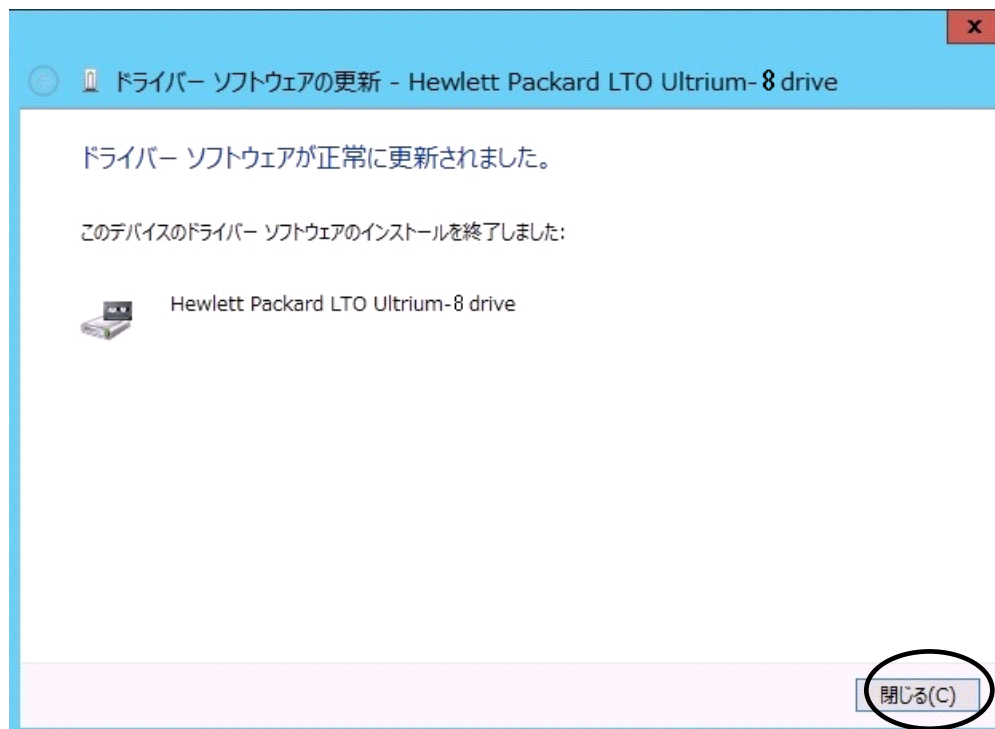 x
ドライバー ソフトウェアの更新 - Hewlett Packard LTO Ultrium-8 drive
ドライバー ソフトウェアが正常に更新されました。
このデバイスのドライバー ソフトウェアのインストールを終了しました:
Hewlett Packard LTO Ultrium-8 drive
閉じる(C)